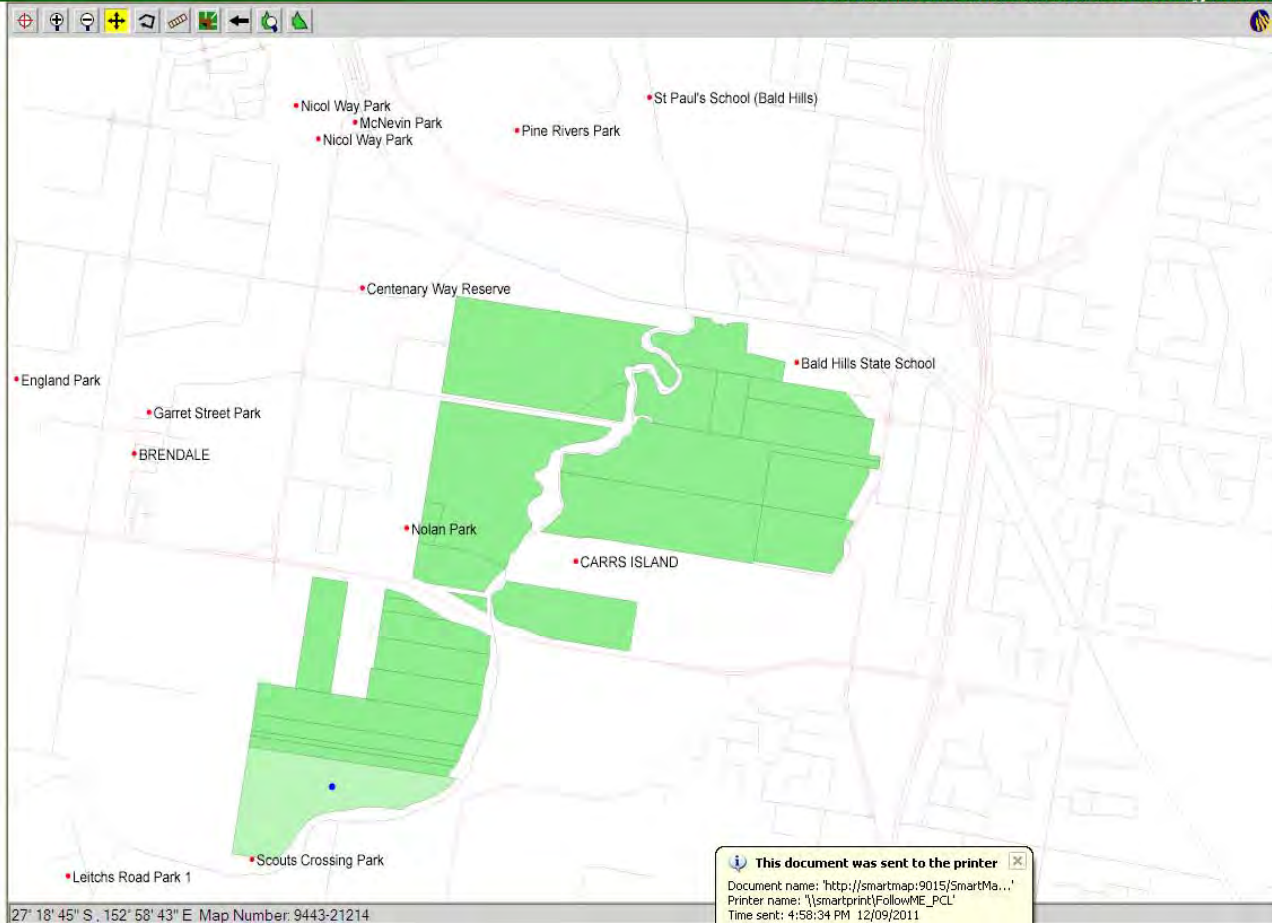 St Paul's School (Bald Hills)
Nicol Way Park
McNevin Park
Pine Rivers Park
Nicol Way Park
Centenary Way Reserve
Bald Hills State School
England Park
Garret Street Park
BRENDALE
Nolan Park
CARRS ISLAND
Scouts Crossing Park
Leitchs Road Park 1
This document was sent to the printer
Document name: 'http://smartmap:9015/SmartMa...'
Printer name: '\\smartprint\FollowME_PCL'
Time sent: 4:58:34 PM 12/09/2011
27° 18' 45" S , 152° 58' 43" E Map Number: 9443-21214